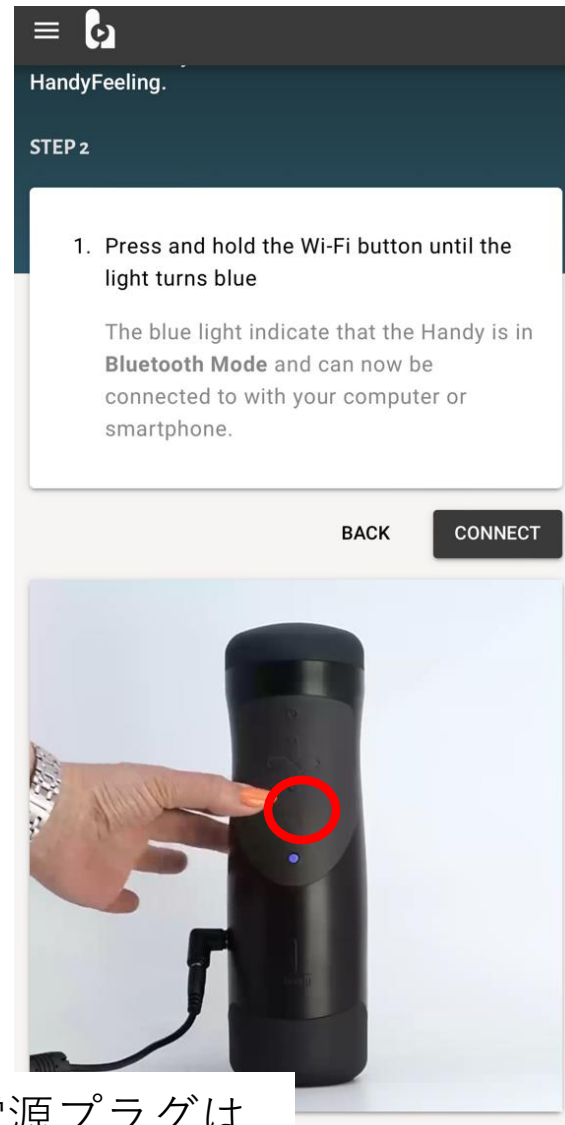 HandyFeeling.
STEP 2
1. Press and hold the Wi-Fi button until the
light turns blue
The blue light indicate that the Handy is in
Bluetooth Mode and can now be
connected to with your computer or
smartphone.
BACK CONNECT
源プラグは